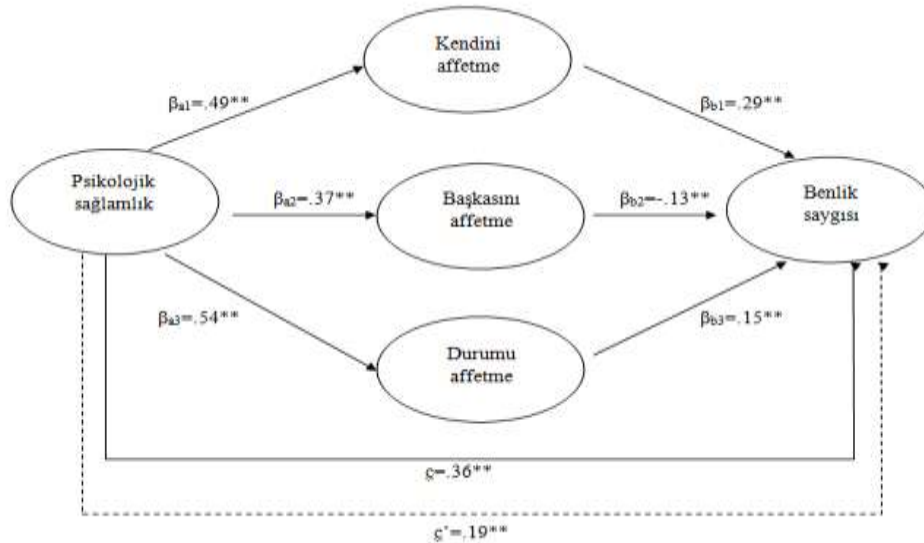 Kendini
affetme
βa1=.49**
βb1=.29**
Psikolojik
sağlamlık
βa2=.37**
Başkasını
affetme
βb2=-.13**
Benlik
saygısı
βa3=.54**
βb3=.15**
Durumu
affetme
c=.36**
c'=.19**